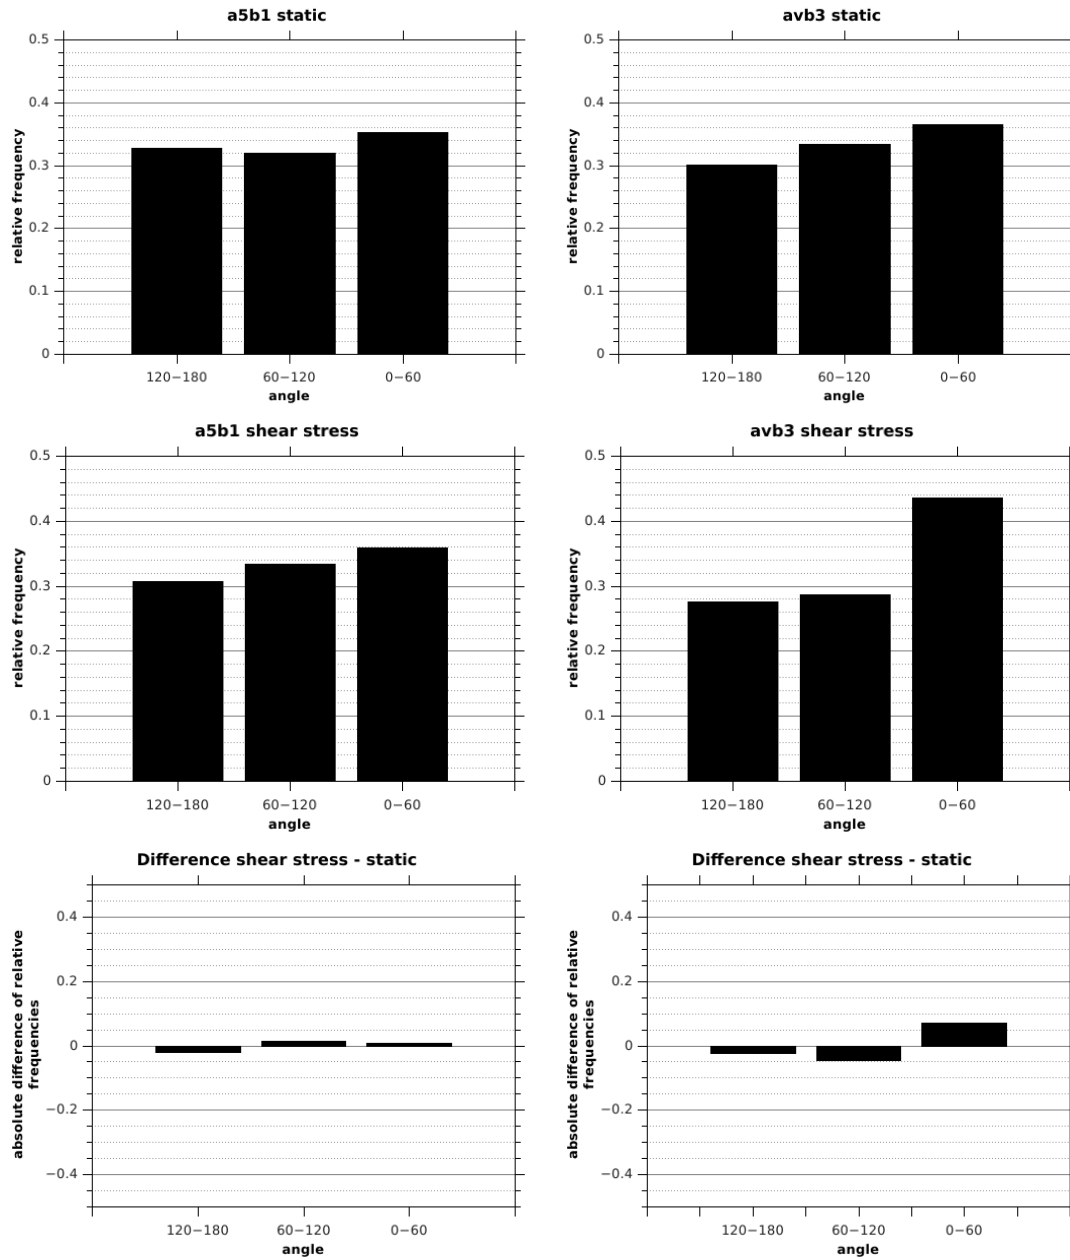 a5b1 static
0.5
0.4
0.3
0.2
0.1
0
relative frequency
120−180
60−120
0−60
angle
avb3 static
0.5
0.4
0.3
0.2
0.1
0
relative frequency
120−180
60−120
0−60
angle
a5b1 shear stress
0.5
0.4
0.3
0.2
0.1
0
relative frequency
120−180
60−120
0−60
angle
avb3 shear stress
0.5
0.4
0.3
0.2
0.1
0
relative frequency
120−180
60−120
0−60
angle
Difference shear stress - static
0.4
0.2
0
−0.2
−0.4
absolute difference of relative
frequencies
120−180
60−120
0−60
angle
Difference shear stress - static
0.4
0.2
0
−0.2
−0.4
absolute difference of relative
frequencies
120−180
60−120
0−60
angle